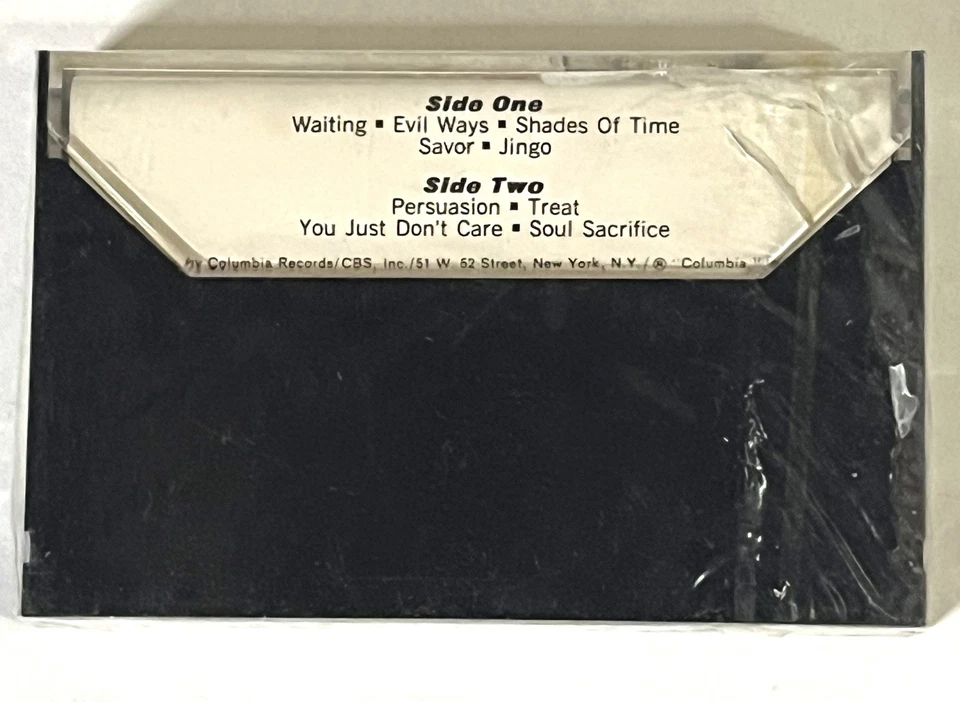 Side One
Waiting ▪ Evil Ways ▪ Shades Of Time
Savor ▪ Jingo
Side Two
Persuasion ▪ Treat
You Just Don't Care ▪ Soul Sacrifice
by Columbia Records/CBS, Inc./51 W 52 Street, New York, N.Y./® "Columbia"